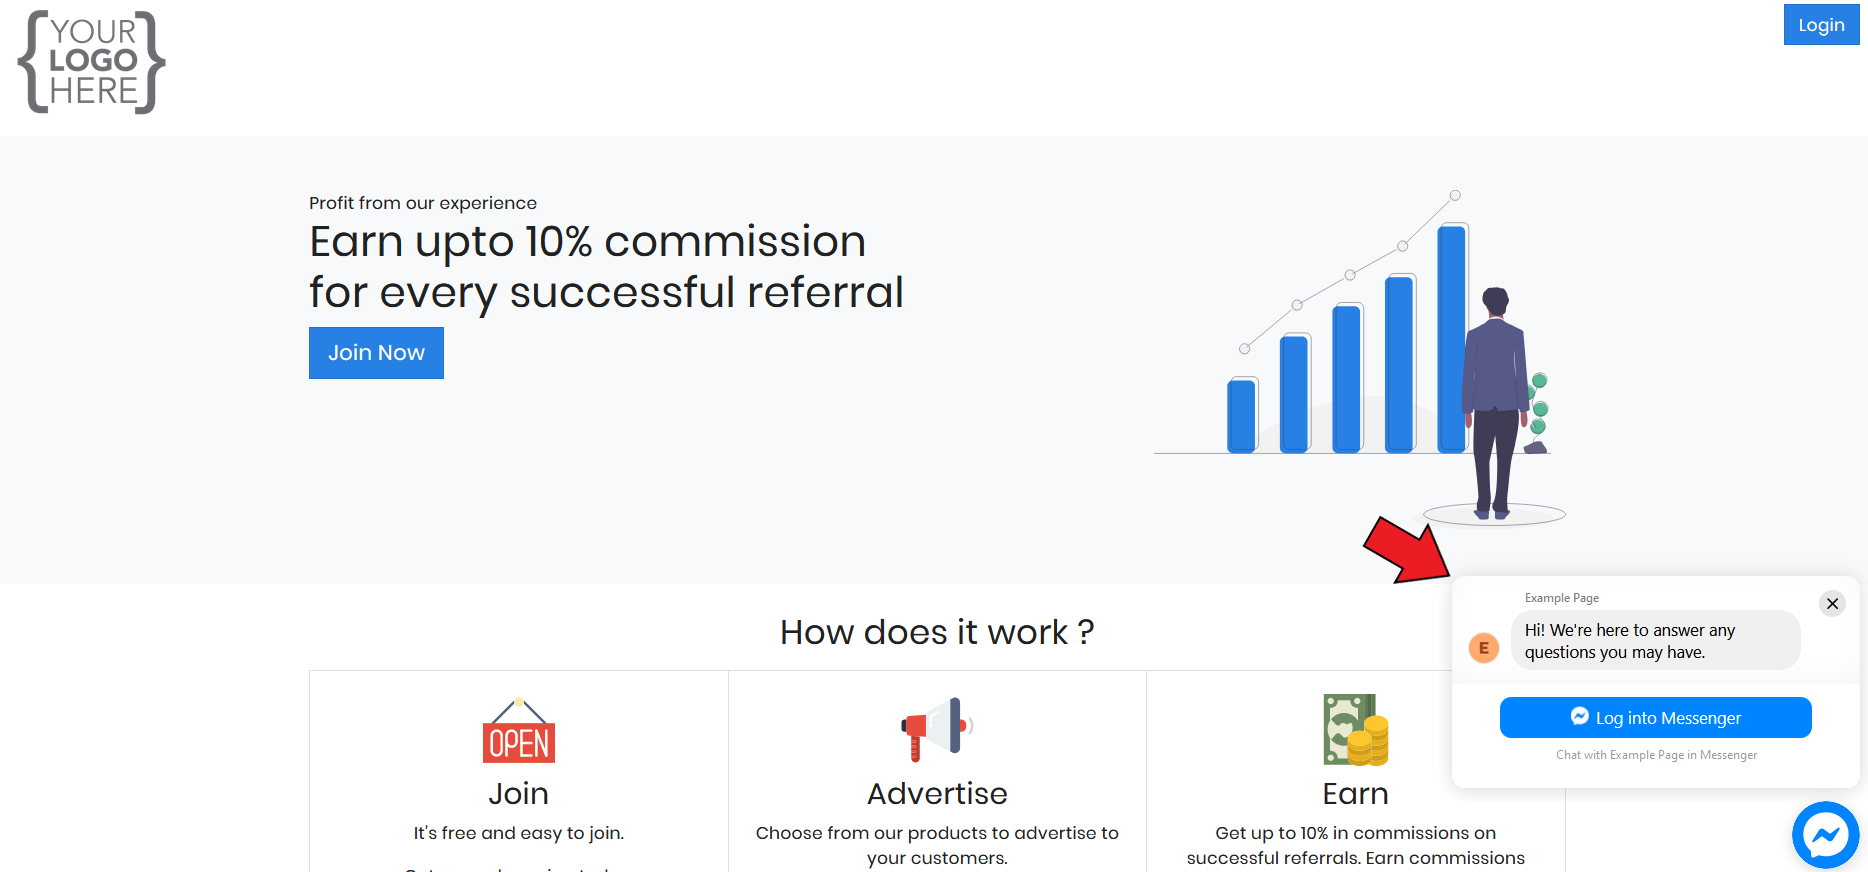 YOUR
LOGO
HERE
Login
Profit from our experience
Earn upto 10% commission
for every successful referral
Join Now
How does it work ?
OPEN
Join
It's free and easy to join.
Advertise
Choose from our products to advertise to
your customers.
Earn
Get up to 10% in commissions on
successful referrals. Earn commissions
Example Page
E
Hi! We're here to answer any
questions you may have.
Log into Messenger
Chat with Example Page in Messenger